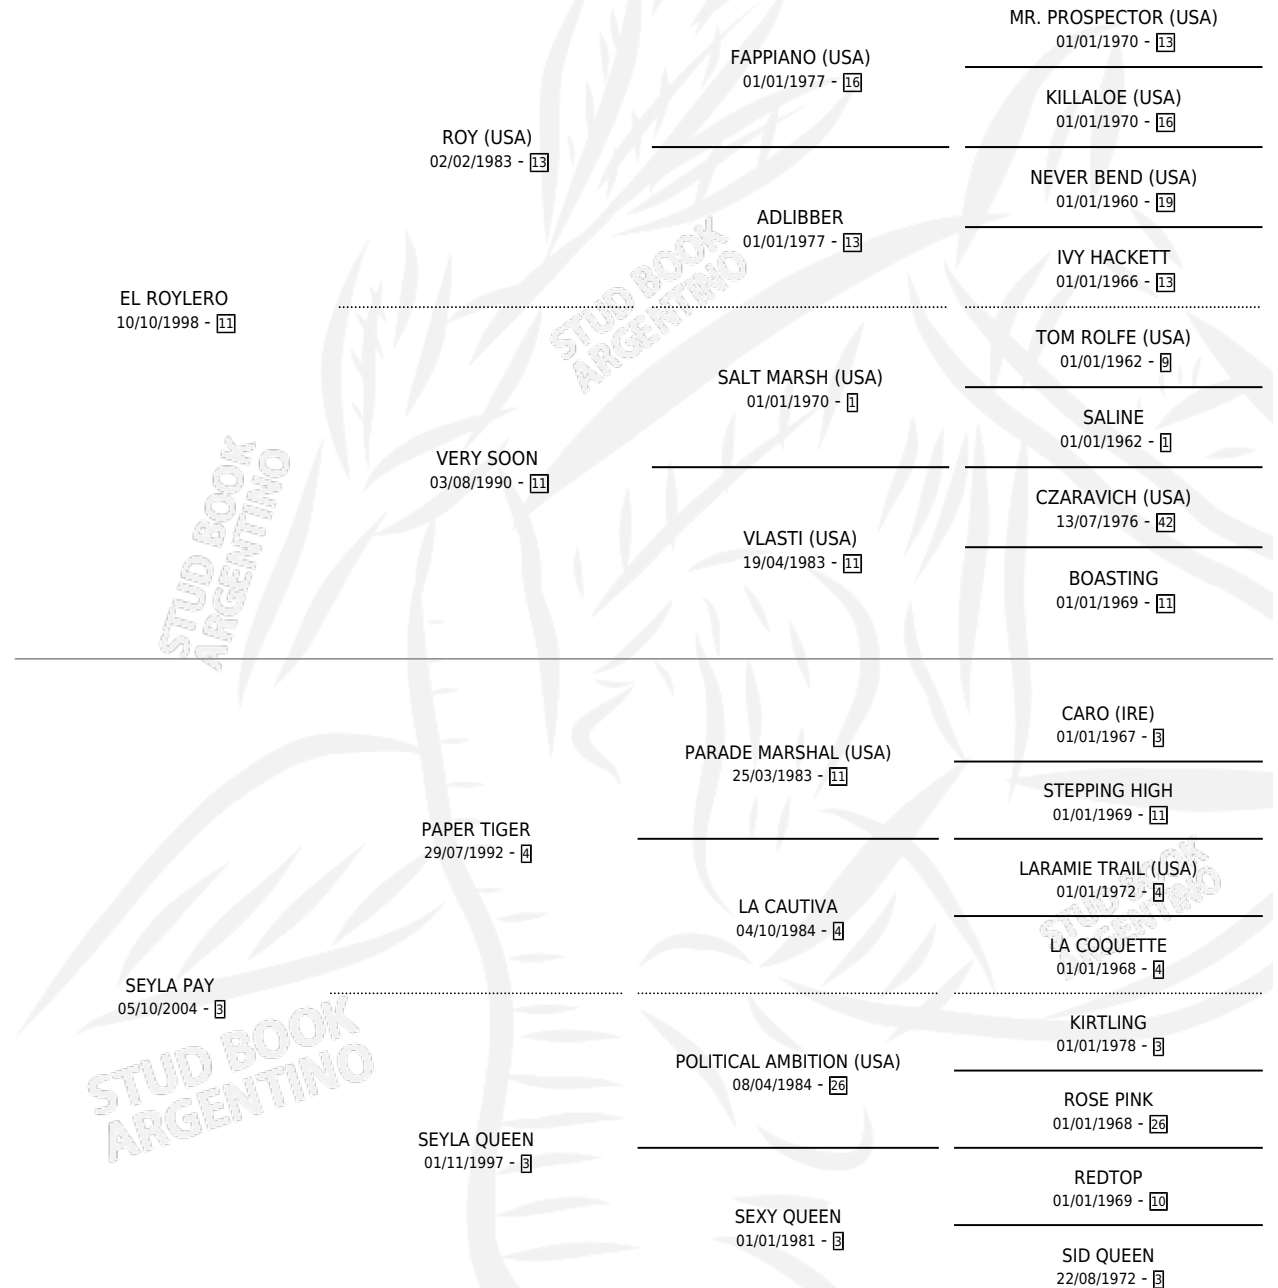 MR. PROSPECTOR (USA)
01/01/1970 - 13
FAPPIANO (USA)
01/01/1977 - 16
KILLALOE (USA)
01/01/1970 - 16
ROY (USA)
02/02/1983 - 13
NEVER BEND (USA)
01/01/1960 - 19
ADLIBBER
01/01/1977 - 13
IVY HACKETT
01/01/1966 - 13
EL ROYLERO
10/10/1998 - 11
TOM ROLFE (USA)
01/01/1962 - 9
SALT MARSH (USA)
01/01/1970 - 1
SALINE
01/01/1962 - 1
VERY SOON
03/08/1990 - 11
CZARAVICH (USA)
13/07/1976 - 42
VLASTI (USA)
19/04/1983 - 11
BOASTING
01/01/1969 - 11
CARO (IRE)
01/01/1967 - 3
PARADE MARSHAL (USA)
25/03/1983 - 11
STEPPING HIGH
01/01/1969 - 11
PAPER TIGER
29/07/1992 - 4
LARAMIE TRAIL (USA)
01/01/1972 - 4
LA CAUTIVA
04/10/1984 - 4
LA COQUETTE
01/01/1968 - 4
SEYLA PAY
05/10/2004 - 3
KIRTLING
01/01/1978 - 3
POLITICAL AMBITION (USA)
08/04/1984 - 26
ROSE PINK
01/01/1968 - 26
SEYLA QUEEN
01/11/1997 - 3
REDTOP
01/01/1969 - 10
SEXY QUEEN
01/01/1981 - 3
SID QUEEN
22/08/1972 - 3
STUD BOOK
ARGENTINO
STUD BOOK
ARGENTINO
STUD BOOK
ARGENTINO
STUD BOOK
ARGENTINO